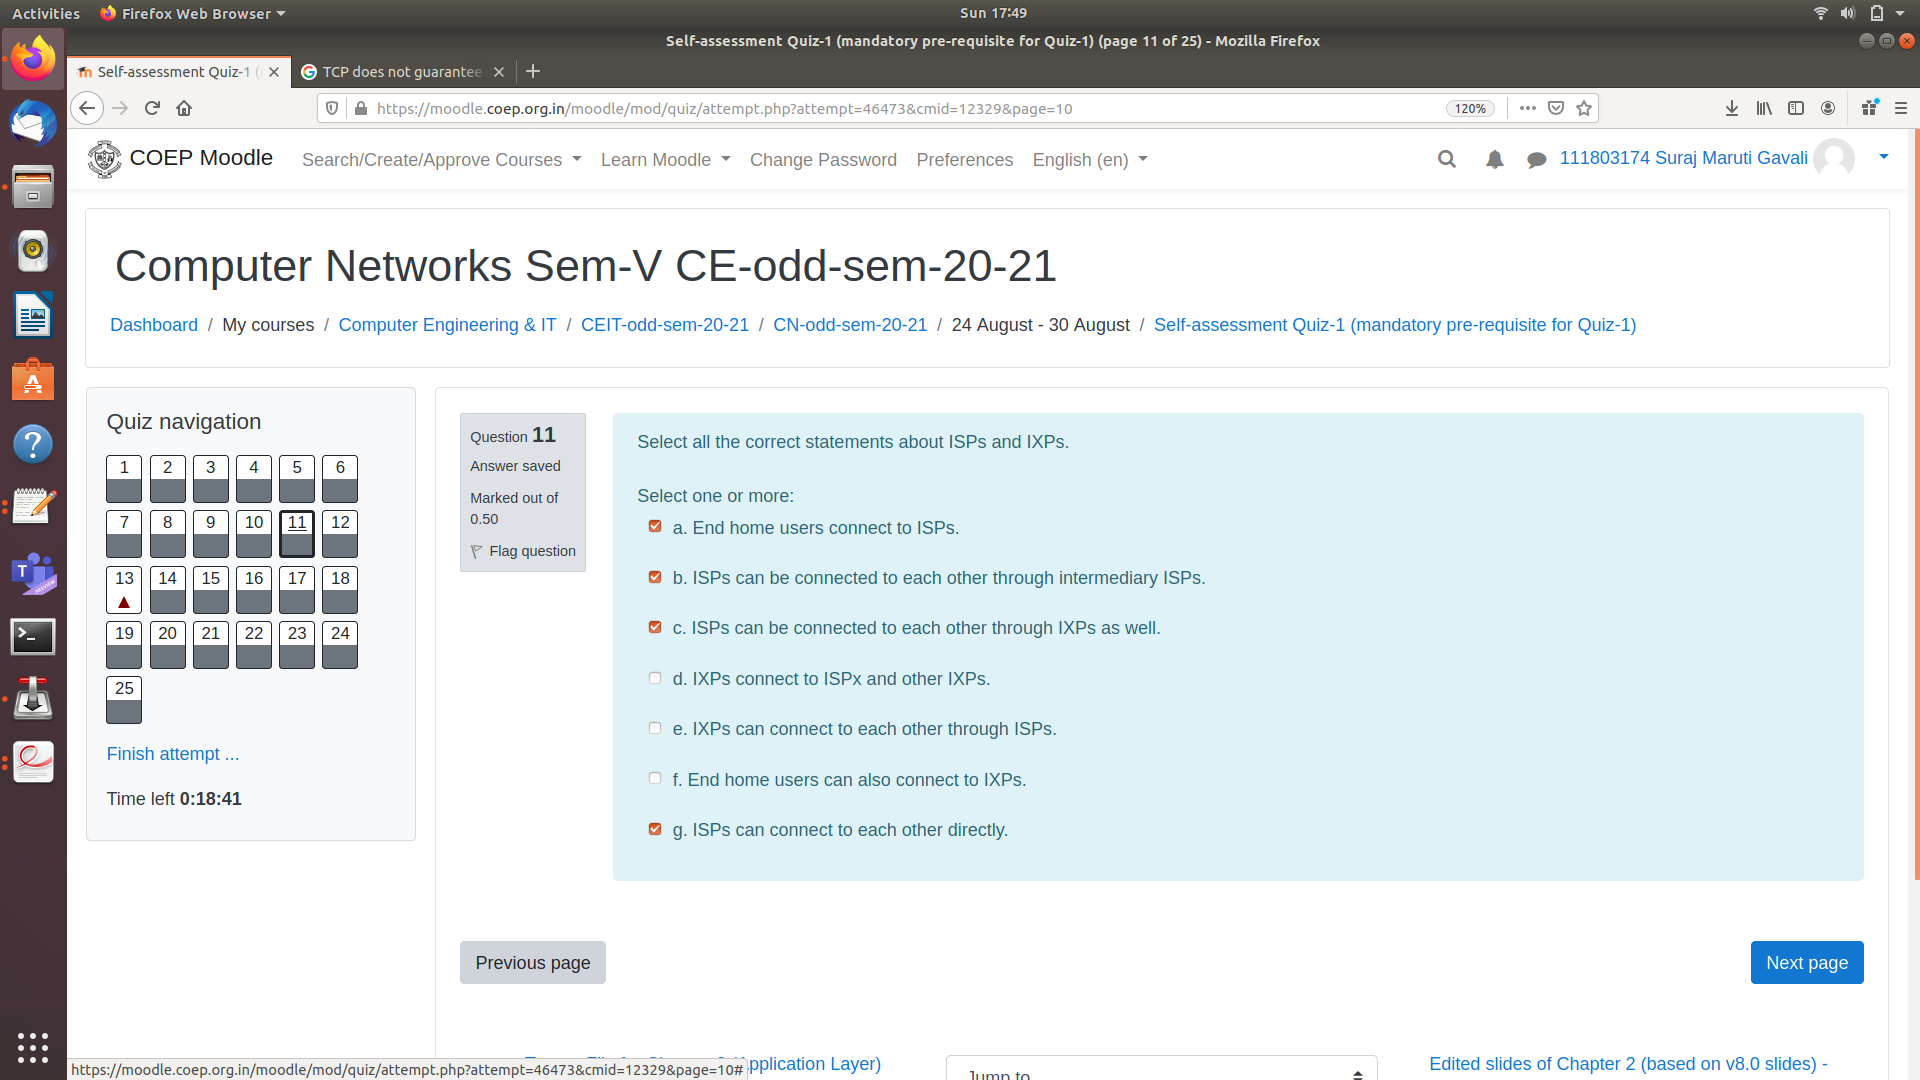 Activities
Firefox Web Browser
Sun 17:49
Self-assessment Quiz-1 (mandatory pre-requisite for Quiz-1) (page 11 of 25) - Mozilla Firefox
Self-assessment Quiz-1 (
TCP does not guarantee
https://moodle.coep.org.in/moodle/mod/quiz/attempt.php?attempt=46473&cmid=12329&page=10
120%
COEP Moodle
Search/Create/Approve Courses
Learn Moodle
Change Password
Preferences
English (en)
111803174 Suraj Maruti Gavali
Computer Networks Sem-V CE-odd-sem-20-21
Dashboard / My courses / Computer Engineering & IT / CEIT-odd-sem-20-21 / CN-odd-sem-20-21 / 24 August - 30 August / Self-assessment Quiz-1 (mandatory pre-requisite for Quiz-1)
Quiz navigation
1 2 3 4 5 6
7 8 9 10 11 12
13 14 15 16 17 18
19 20 21 22 23 24
25
Finish attempt ...
Time left 0:18:41
Question 11
Answer saved
Marked out of
0.50
Flag question
Select all the correct statements about ISPs and IXPs.
Select one or more:
a. End home users connect to ISPs.
b. ISPs can be connected to each other through intermediary ISPs.
c. ISPs can be connected to each other through IXPs as well.
d. IXPs connect to ISPx and other IXPs.
e. IXPs can connect to each other through ISPs.
f. End home users can also connect to IXPs.
g. ISPs can connect to each other directly.
Previous page
Next page
pplication Layer)
Jump to...
Edited slides of Chapter 2 (based on v8.0 slides) -
https://moodle.coep.org.in/moodle/mod/quiz/attempt.php?attempt=46473&cmid=12329&page=10#